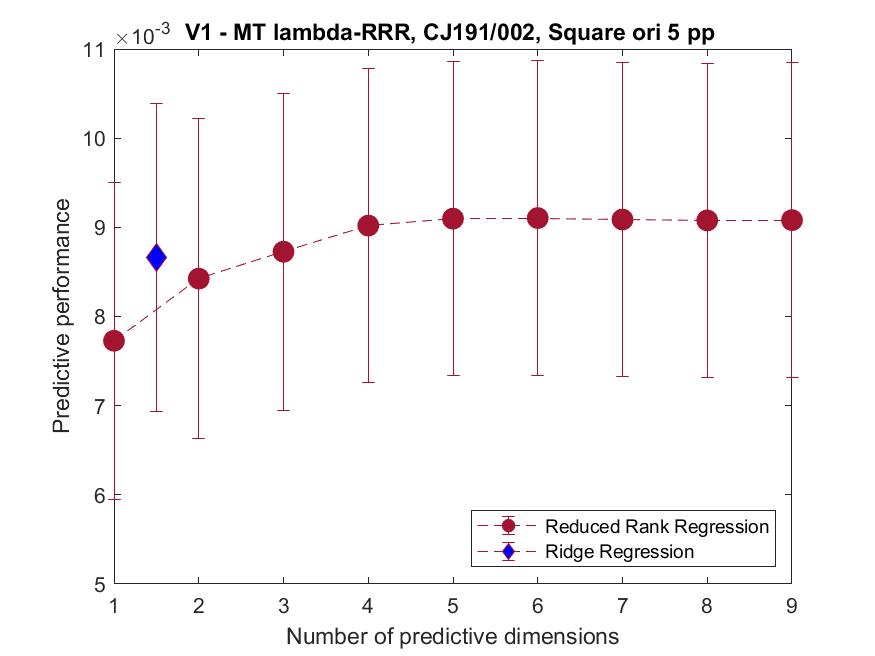 ×10⁻³ V1 - MT lambda-RRR, CJ191/002, Square ori 5 pp
11
10
9
8
7
6
5
Predictive performance
1 2 3 4 5 6 7 8 9
Number of predictive dimensions
Reduced Rank Regression
Ridge Regression